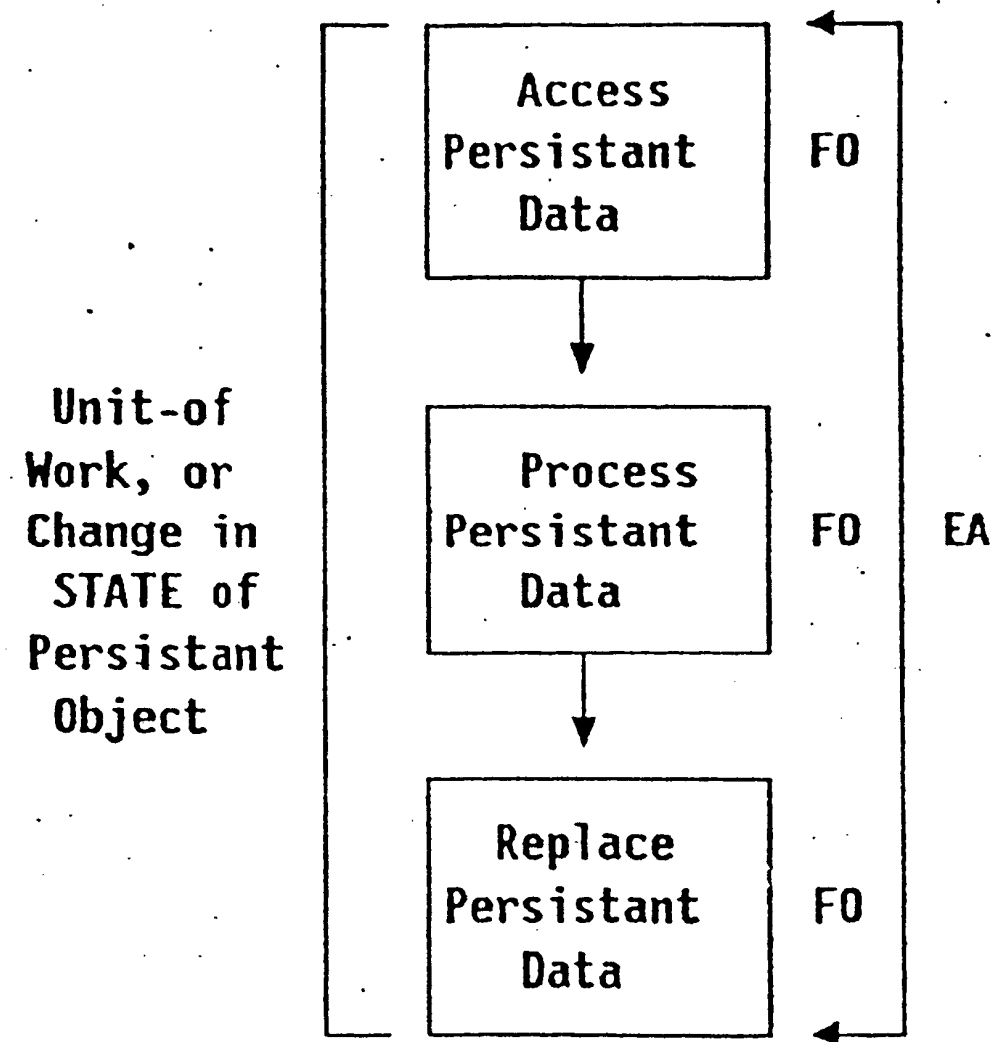 Access
Persistant
Data
FO
Unit-of
Work, or
Change in
STATE of
Persistant
Object
Process
Persistant
Data
FO
EA
Replace
Persistant
Data
FO